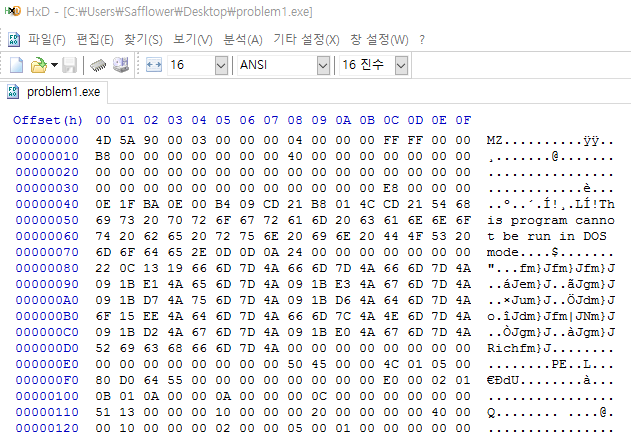 HxD - [C:₩Users₩Safflower₩Desktop₩problem1.exe]
파일(F) 편집(E) 찾기(S) 보기(V) 분석(A) 기타 설정(X) 창 설정(W) ?
16 ANSI 16 진수
problem1.exe
Offset(h) 00 01 02 03 04 05 06 07 08 09 0A 0B 0C 0D 0E 0F
00000000 4D 5A 90 00 03 00 00 00 04 00 00 00 FF FF 00 00 MZ..........ÿÿ..
00000010 B8 00 00 00 00 00 00 00 40 00 00 00 00 00 00 00 ¸.......@.......
00000020 00 00 00 00 00 00 00 00 00 00 00 00 00 00 00 00 ................
00000030 00 00 00 00 00 00 00 00 00 00 00 00 E8 00 00 00 ............è...
00000040 0E 1F BA 0E 00 B4 09 CD 21 B8 01 4C CD 21 54 68 ..º..´.Í!¸.LÍ!Th
00000050 69 73 20 70 72 6F 67 72 61 6D 20 63 61 6E 6E 6F is program canno
00000060 74 20 62 65 20 72 75 6E 20 69 6E 20 44 4F 53 20 t be run in DOS
00000070 6D 6F 64 65 2E 0D 0D 0A 24 00 00 00 00 00 00 00 mode....$.......
00000080 22 0C 13 19 66 6D 7D 4A 66 6D 7D 4A 66 6D 7D 4A "...fm}Jfm}Jfm}J
00000090 09 1B E1 4A 65 6D 7D 4A 09 1B E3 4A 67 6D 7D 4A ..áJem}J..ãJgm}J
000000A0 09 1B D7 4A 75 6D 7D 4A 09 1B D6 4A 64 6D 7D 4A ..×Jum}J..ÖJdm}J
000000B0 6F 15 EE 4A 64 6D 7D 4A 66 6D 7C 4A 4E 6D 7D 4A o.îJdm}Jfm|JNm}J
000000C0 09 1B D2 4A 67 6D 7D 4A 09 1B E0 4A 67 6D 7D 4A ..ÒJgm}J..àJgm}J
000000D0 52 69 63 68 66 6D 7D 4A 00 00 00 00 00 00 00 00 Richfm}J........
000000E0 00 00 00 00 00 00 00 00 50 45 00 00 4C 01 05 00 ........PE..L...
000000F0 80 D0 64 55 00 00 00 00 00 00 00 00 E0 00 02 01 €ÐdU........à...
00000100 0B 01 0A 00 00 0A 00 00 00 0C 00 00 00 00 00 00 ................
00000110 51 13 00 00 00 10 00 00 00 20 00 00 00 00 40 00 Q........ ....@.
00000120 00 10 00 00 00 02 00 00 05 00 01 00 00 00 00 00 ................